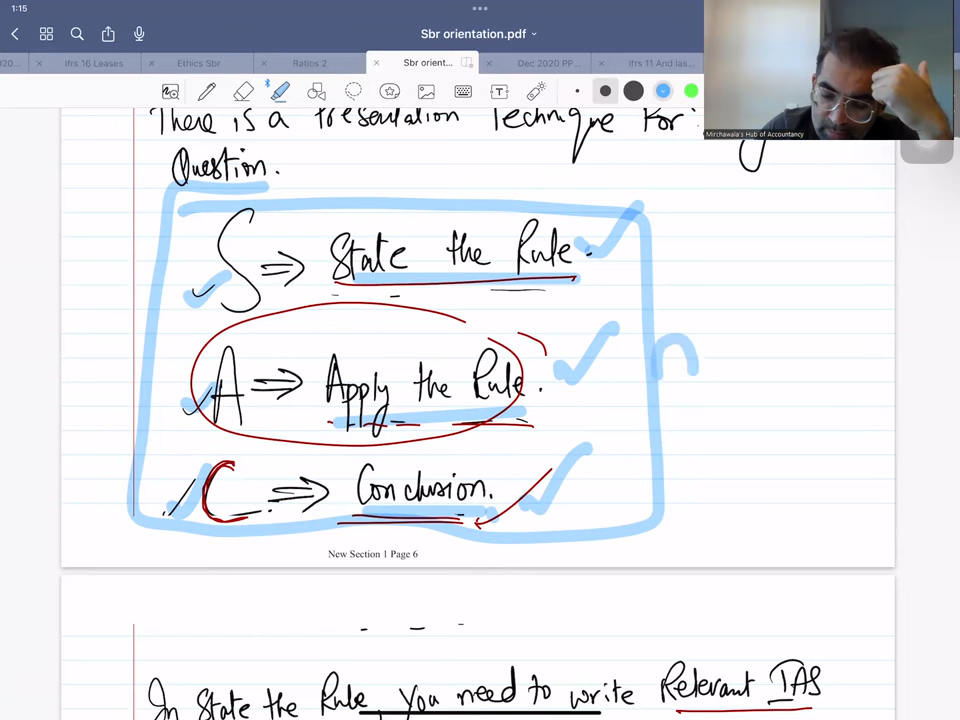 1:15
Sbr orientation.pdf
020... Ifrs 16 Leases Ethics Sbr Ratios 2 Sbr orient... Dec 2020 PP... Ifrs 11 And las...
Mirchawala's Hub of Accountancy
There is a Presentation Technique For
Question.
S ⇒ State the Rule.
A ⇒ Apply the Rule.
C ⇒ Conclusion.
n
New Section 1 Page 6
In State the Rule, You need to write Relevant IAS